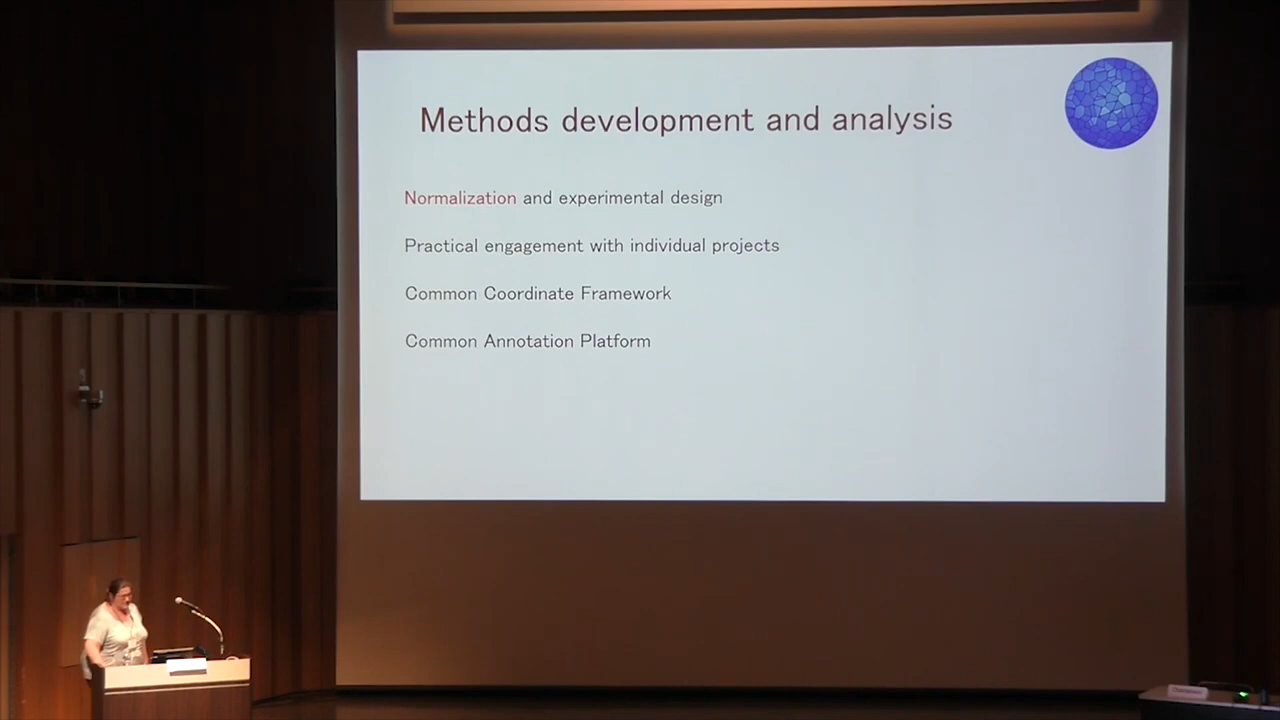 Methods development and analysis
Normalization and experimental design
Practical engagement with individual projects
Common Coordinate Framework
Common Annotation Platform